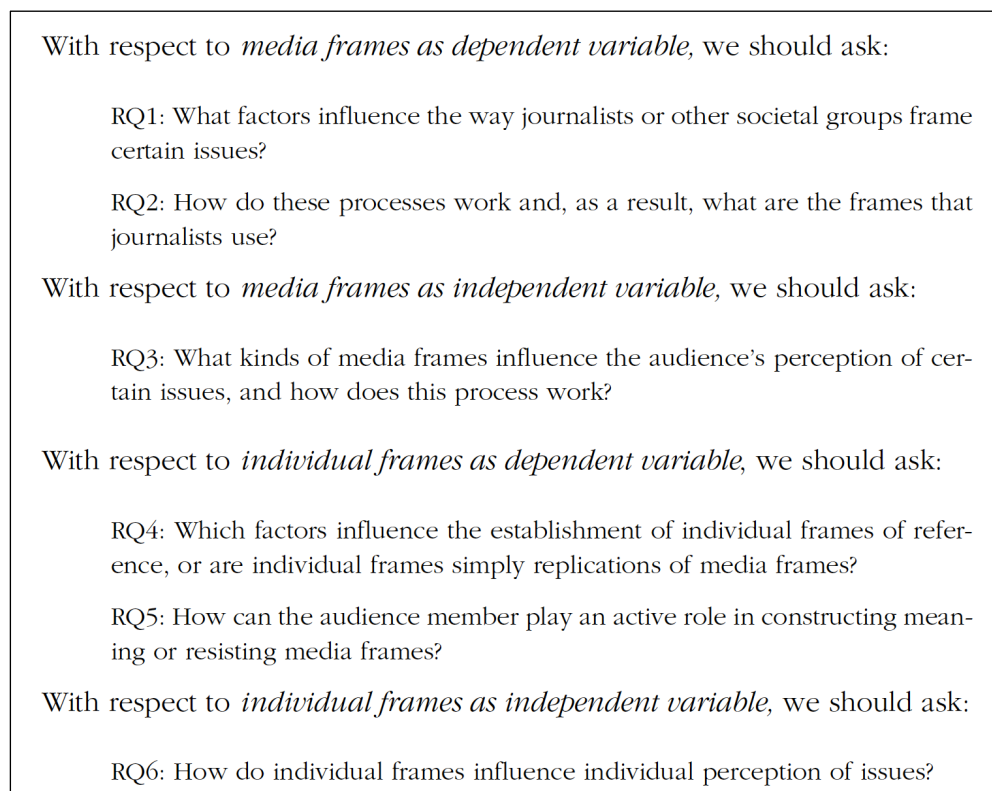 With respect to media frames as dependent variable, we should ask:
RQ1: What factors influence the way journalists or other societal groups frame
certain issues?
RQ2: How do these processes work and, as a result, what are the frames that
journalists use?
With respect to media frames as independent variable, we should ask:
RQ3: What kinds of media frames influence the audience's perception of cer-
tain issues, and how does this process work?
With respect to individual frames as dependent variable, we should ask:
RQ4: Which factors influence the establishment of individual frames of refer-
ence, or are individual frames simply replications of media frames?
RQ5: How can the audience member play an active role in constructing mean-
ing or resisting media frames?
With respect to individual frames as independent variable, we should ask:
RQ6: How do individual frames influence individual perception of issues?